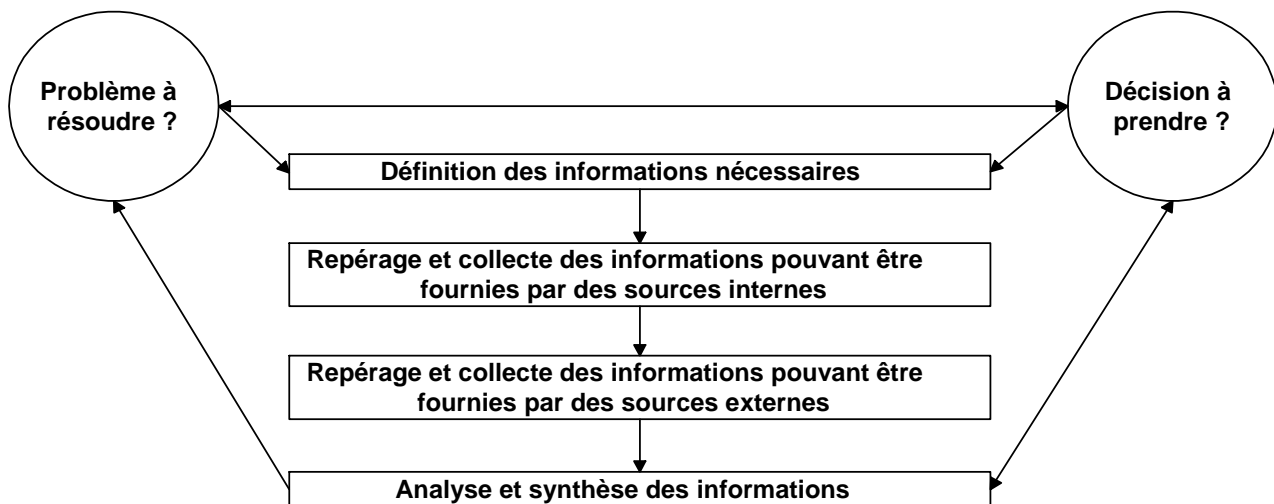 Problème à
résoudre ?
Décision à
prendre ?
Définition des informations nécessaires
Repérage et collecte des informations pouvant être
fournies par des sources internes
Repérage et collecte des informations pouvant être
fournies par des sources externes
Analyse et synthèse des informations